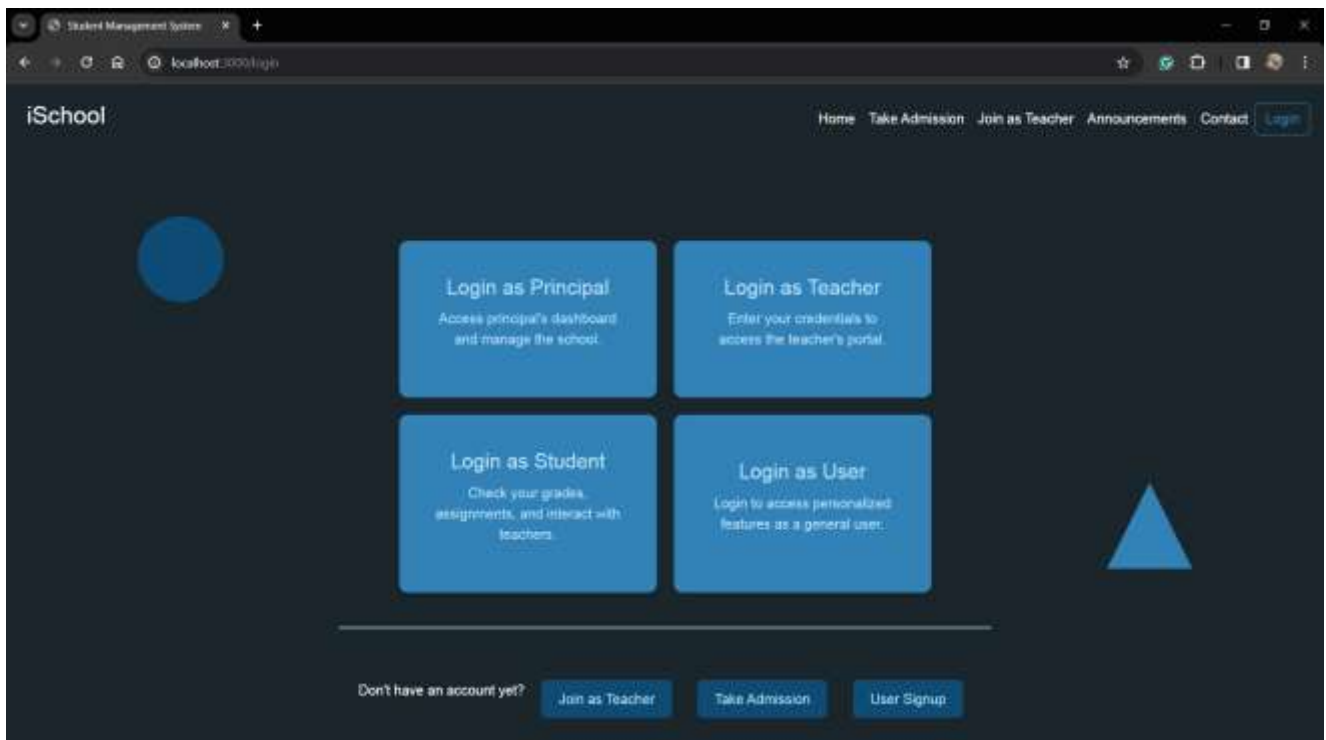 Student Management System
localhost:3000/login
iSchool
Home Take Admission Join as Teacher Announcements Contact Login
Login as Principal
Access principal's dashboard
and manage the school.
Login as Teacher
Enter your credentials to
access the teacher's portal.
Login as Student
Check your grades,
assignments, and interact with
teachers.
Login as User
Login to access personalized
features as a general user.
Don't have an account yet? Join as Teacher Take Admission User Signup